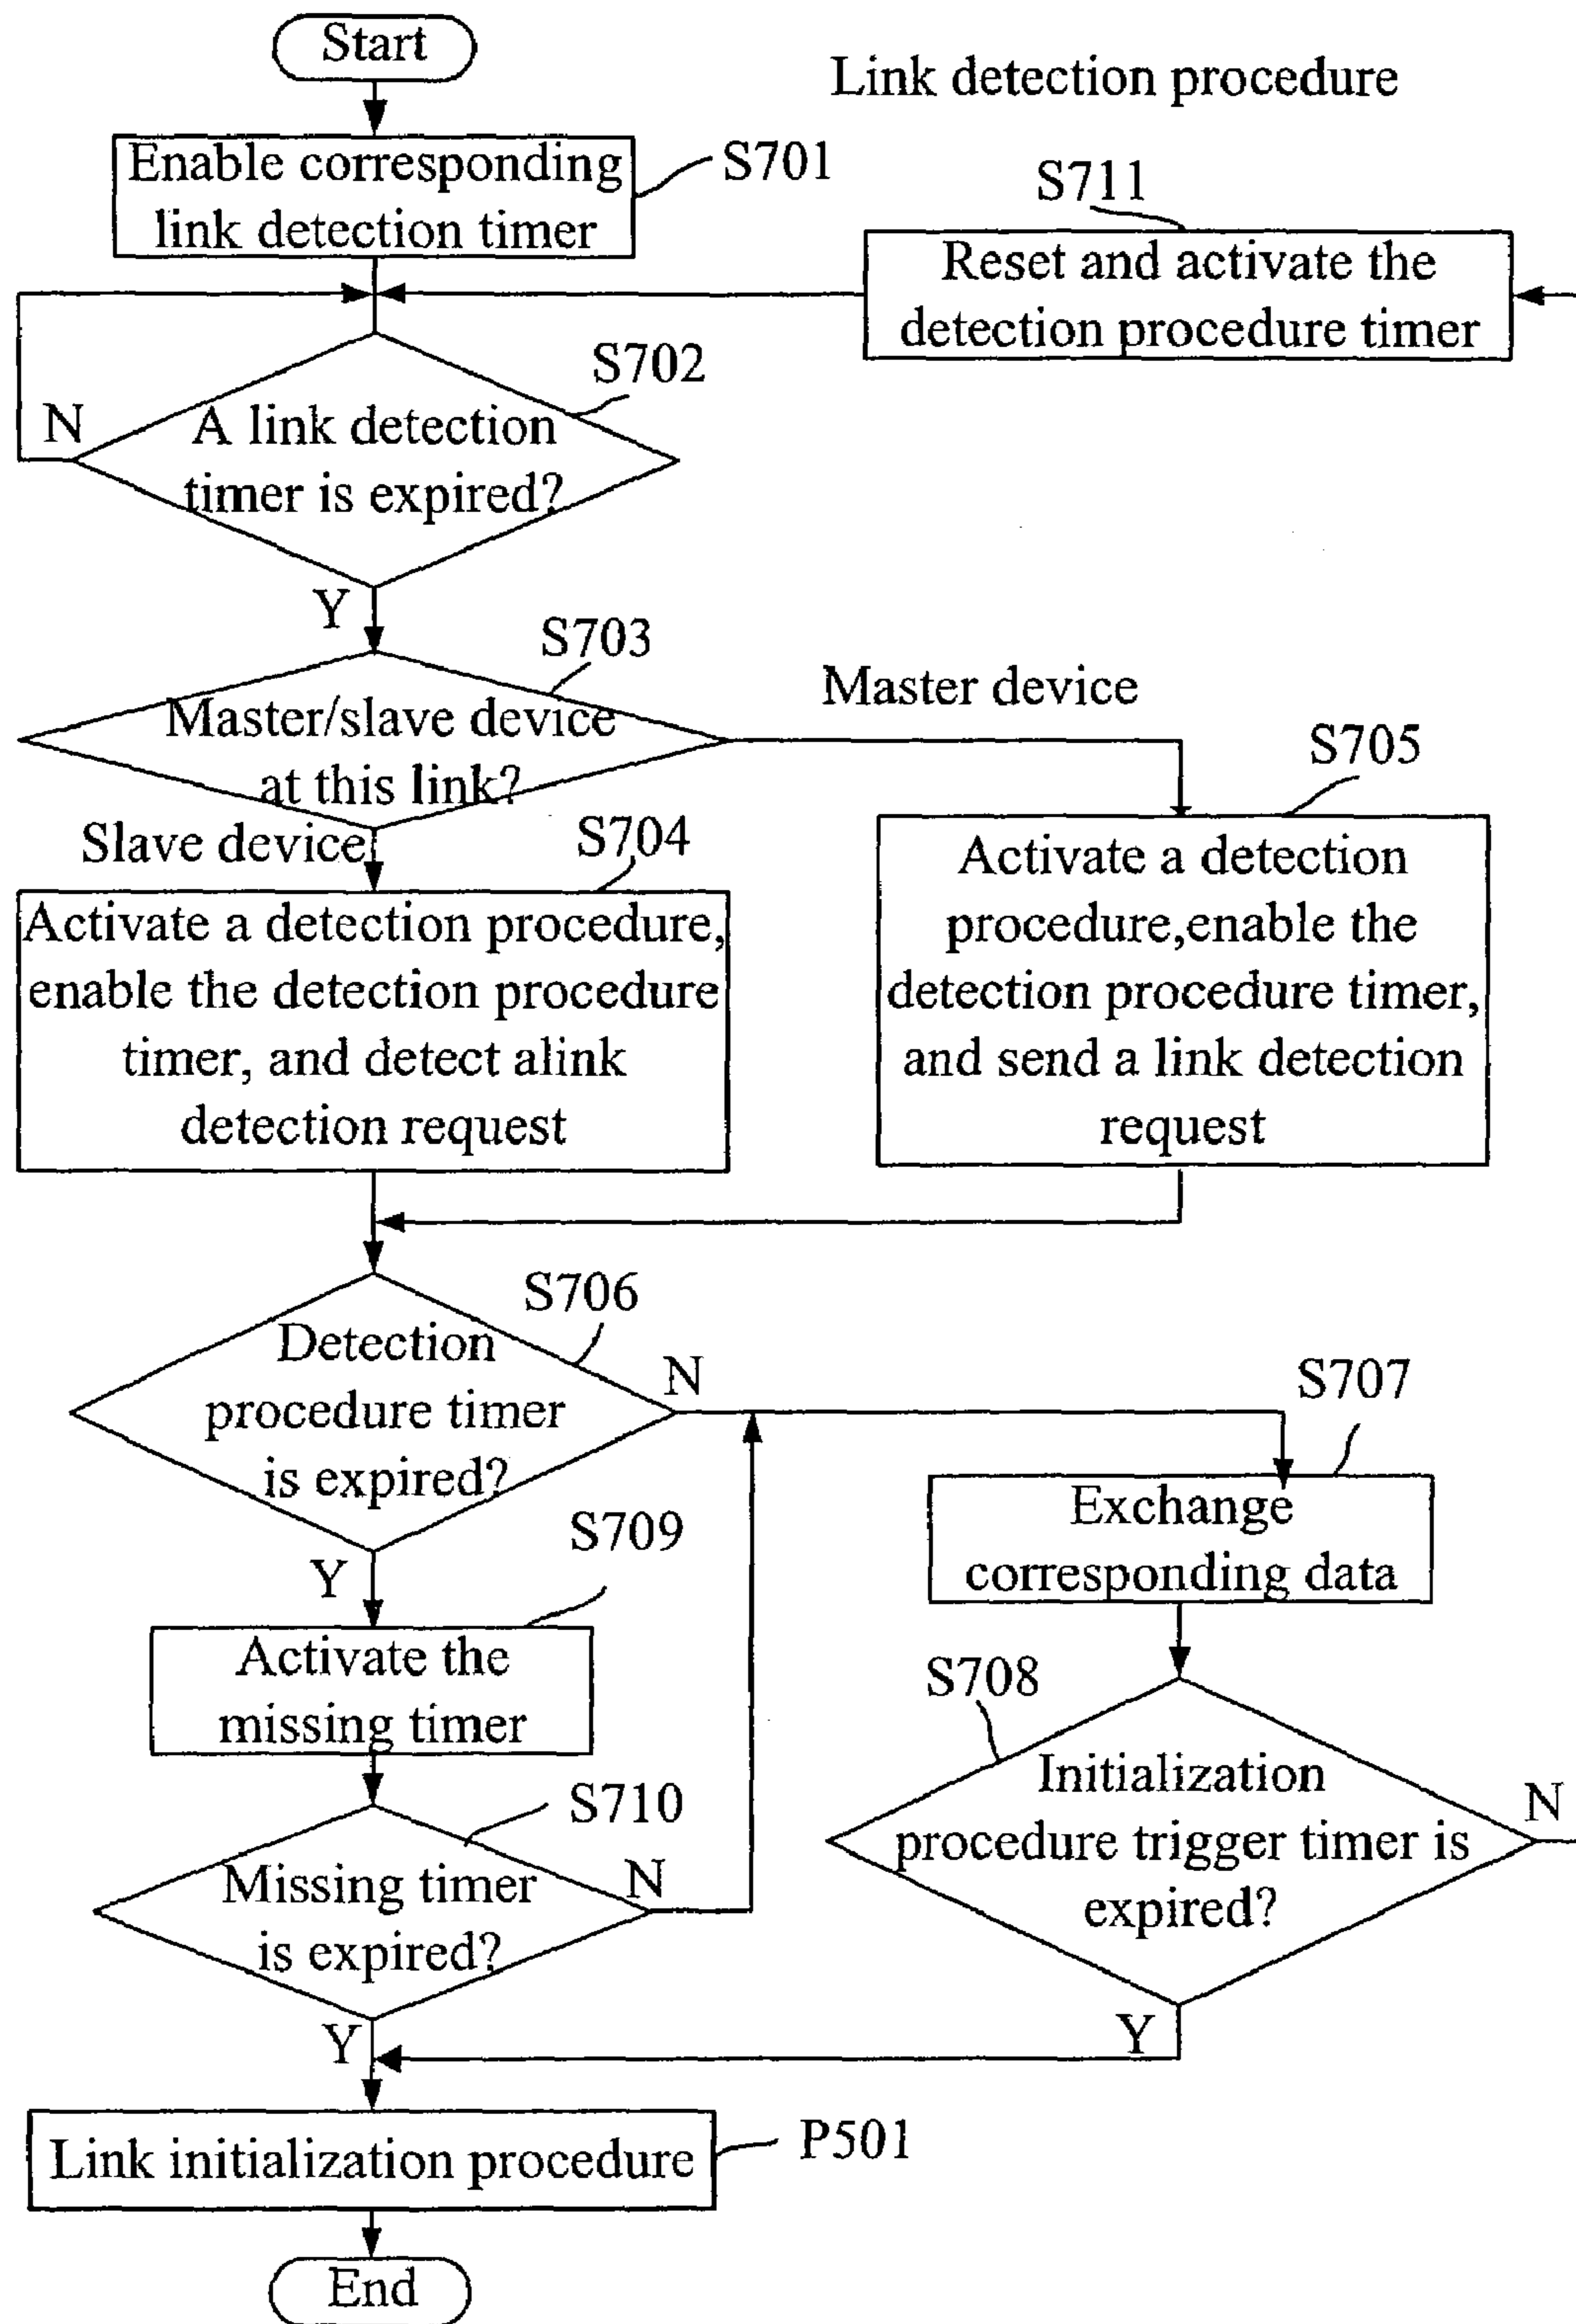 Start
Link detection procedure
Enable corresponding
link detection timer
S701
S711
Reset and activate the
detection procedure timer
S702
N
A link detection
timer is expired?
Y
S703
Master/slave device
at this link?
Master device
Slave device
S704
S705
Activate a detection procedure,
enable the detection procedure
timer, and detect alink
detection request
Activate a detection
procedure,enable the
detection procedure timer,
and send a link detection
request
S706
Detection
procedure timer
is expired?
N
S707
Exchange
corresponding data
Y
S709
Activate the
missing timer
S708
Initialization
procedure trigger timer is
expired?
N
S710
Missing timer
is expired?
N
Y
Y
Link initialization procedure
P501
End